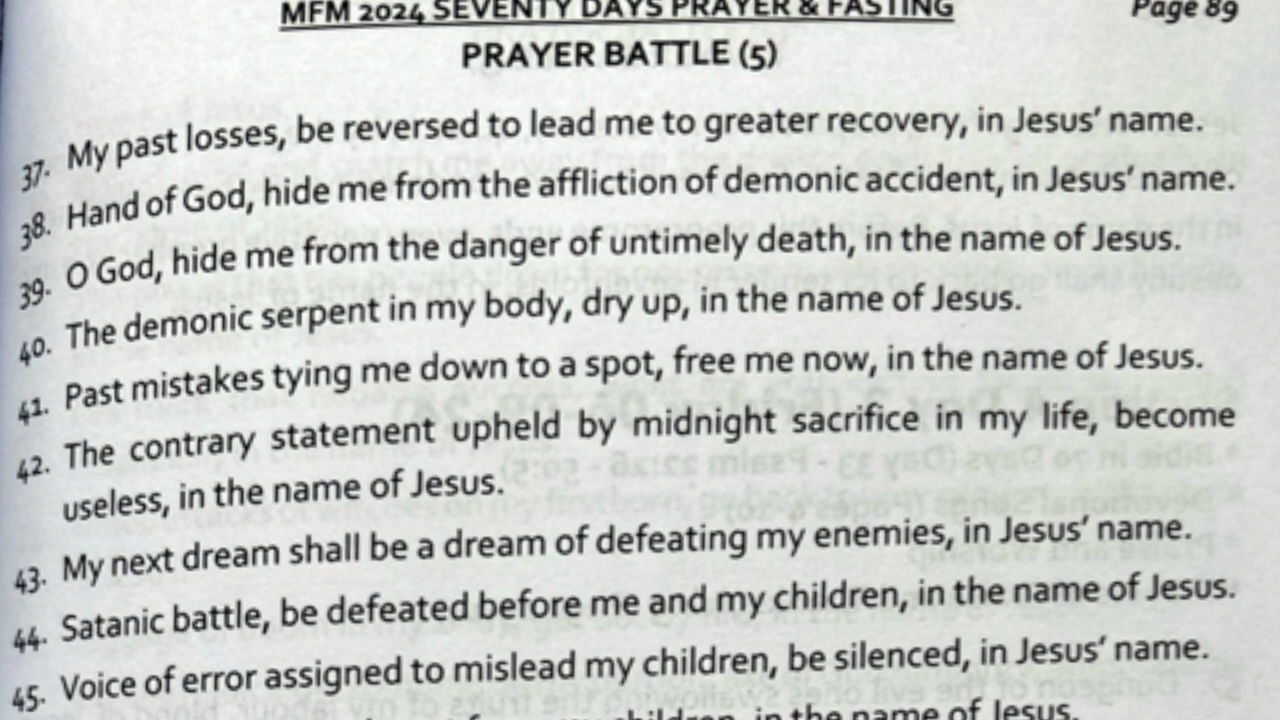 MFM 2024 SEVENTY DAYS PRAYER & FASTING Page 89
PRAYER BATTLE (5)
37. My past losses, be reversed to lead me to greater recovery, in Jesus' name.
38. Hand of God, hide me from the affliction of demonic accident, in Jesus' name.
39. O God, hide me from the danger of untimely death, in the name of Jesus.
40. The demonic serpent in my body, dry up, in the name of Jesus.
41. Past mistakes tying me down to a spot, free me now, in the name of Jesus.
42. The contrary statement upheld by midnight sacrifice in my life, become
useless, in the name of Jesus.
43. My next dream shall be a dream of defeating my enemies, in Jesus' name.
44. Satanic battle, be defeated before me and my children, in the name of Jesus.
45. Voice of error assigned to mislead my children, be silenced, in Jesus' name.
my children, in the name of Jesus.